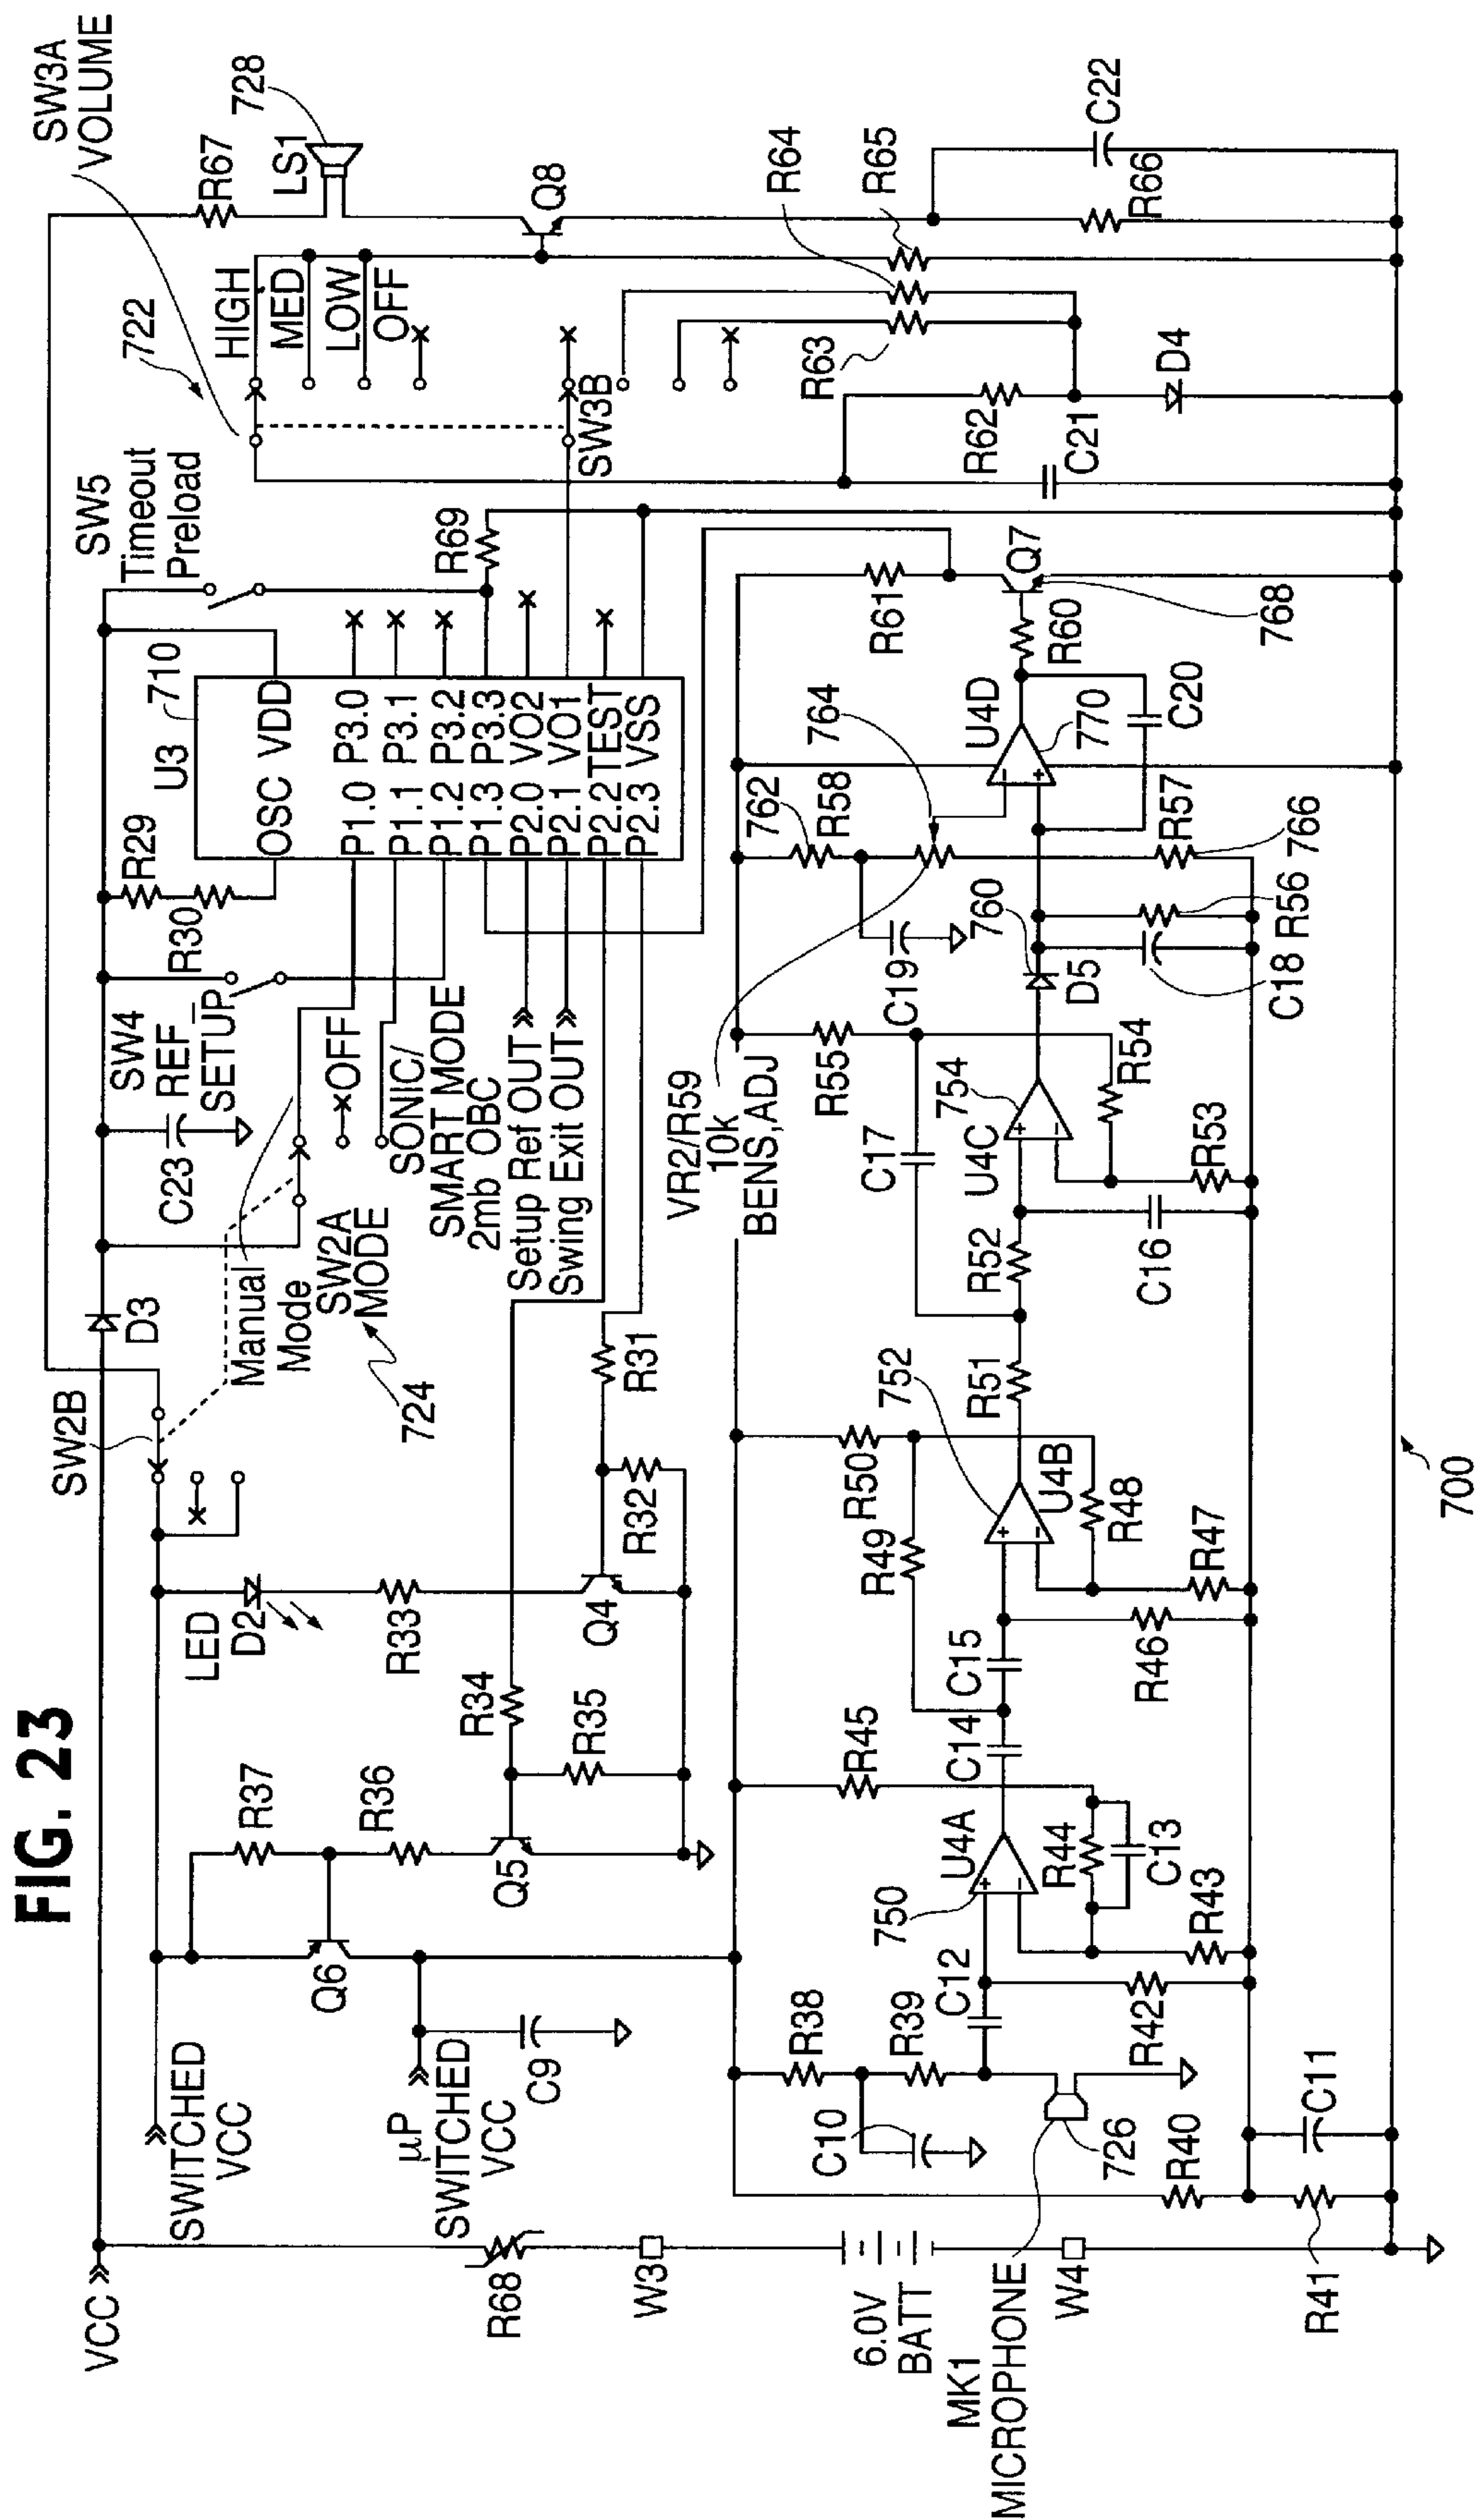 FIG. 23
VCC
SWITCHED
VCC
µP
SWITCHED
VCC
C9
R68
W3
6.0V
BATT
W4
MK1
MICROPHONE
726
R37
R36
Q6
Q5
R34
R35
LED
D2
R33
Q4
R32
R31
SW2B
D3
Manual
Mode
SW2A
MODE
724
C23
SW4
REF
SETUP
OFF
SONIC/
SMART MODE
2mb OBC
Setup Ref OUT
Swing Exit OUT
R29
R30
U3
710
OSC VDD
P1.0 P3.0
P1.1 P3.1
P1.2 P3.2
P1.3 P3.3
P2.0 VO2
P2.1 VO1
P2.2 TEST
P2.3 VSS
SW5
Timeout
Preload
R69
SW3A
VOLUME
722
HIGH
MED
LOW
OFF
SW3B
R67
LS1
728
Q8
R63
R64
R65
R66
C22
R62
C21
D4
R38
R39
C10
C12
R40
R41
C11
R42
R43
750
U4A
R44
C13
R45
C14
C15
R46
R47
R48
R49
R50
U4B
752
R51
R52
C16
C17
U4C
754
R53
R54
R55
VR2/R59
10k
BENS ADJ
C19
760
D5
C18
R56
766
R57
762
R58
764
U4D
770
C20
R60
R61
Q7
768
700